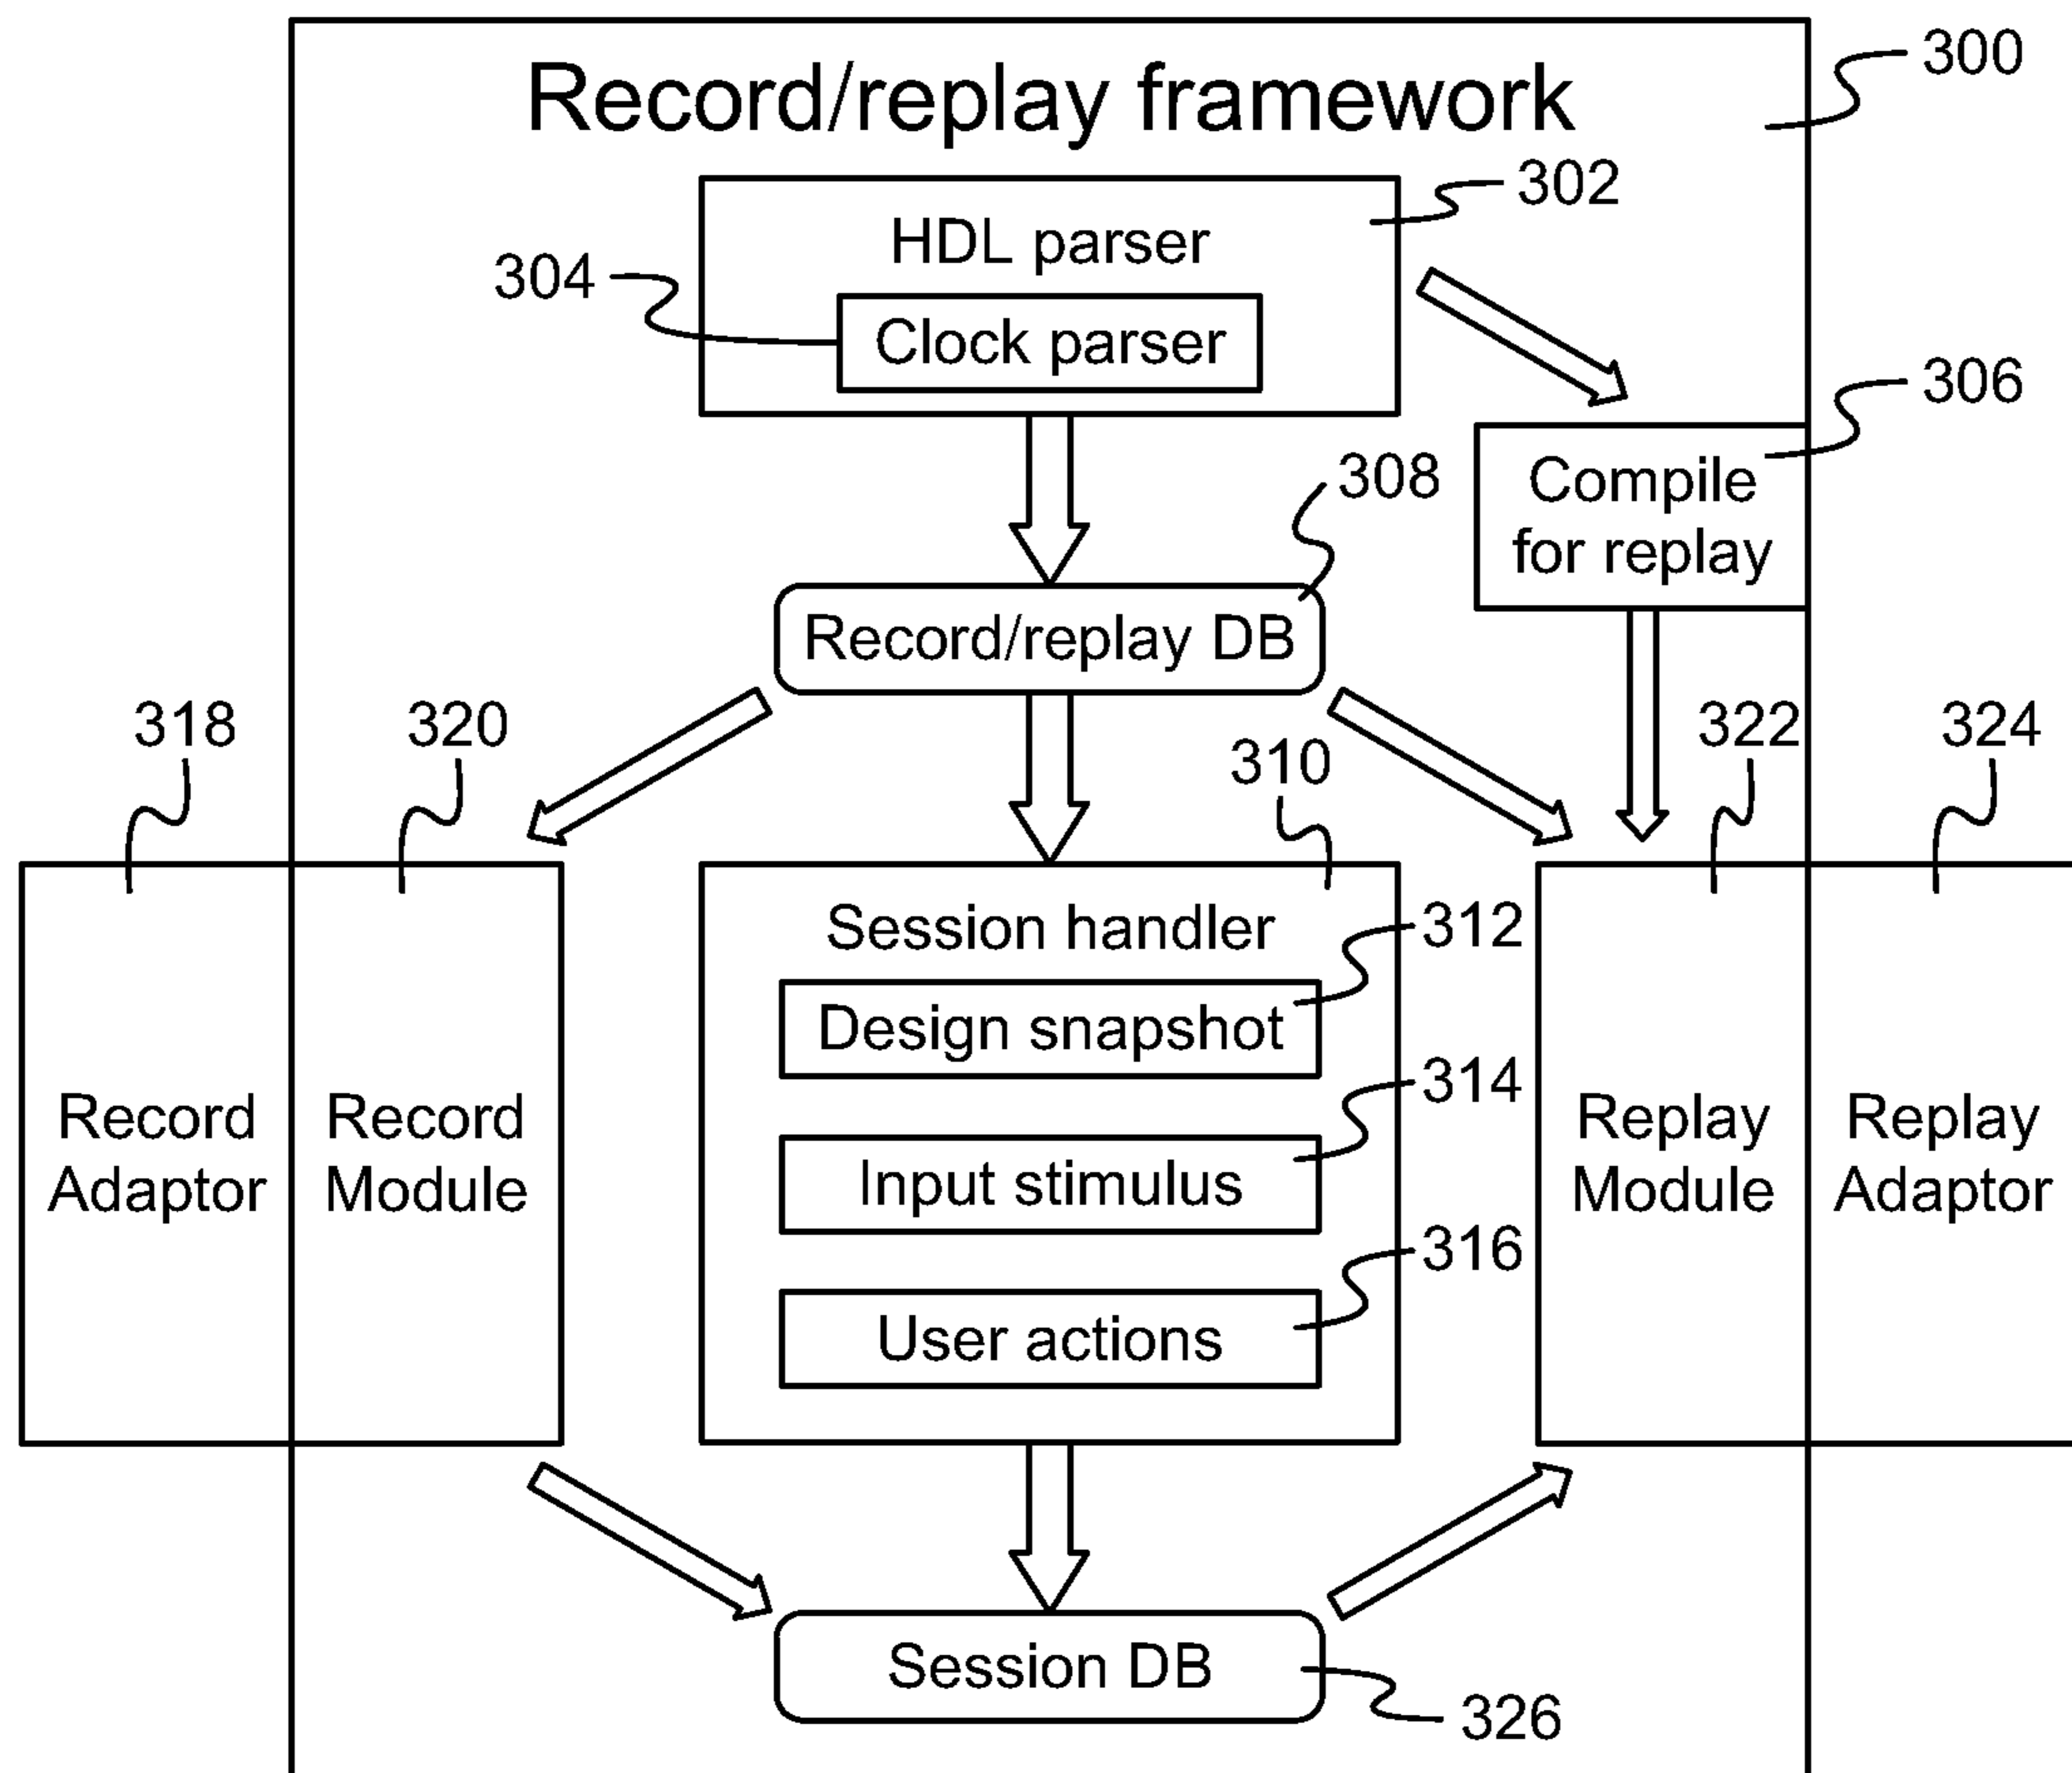 Record/replay framework
300
302
HDL parser
304
Clock parser
306
Compile
for replay
308
Record/replay DB
318
320
310
322
324
Session handler
312
Design snapshot
314
Input stimulus
316
User actions
Record
Adaptor
Record
Module
Replay
Module
Replay
Adaptor
Session DB
326